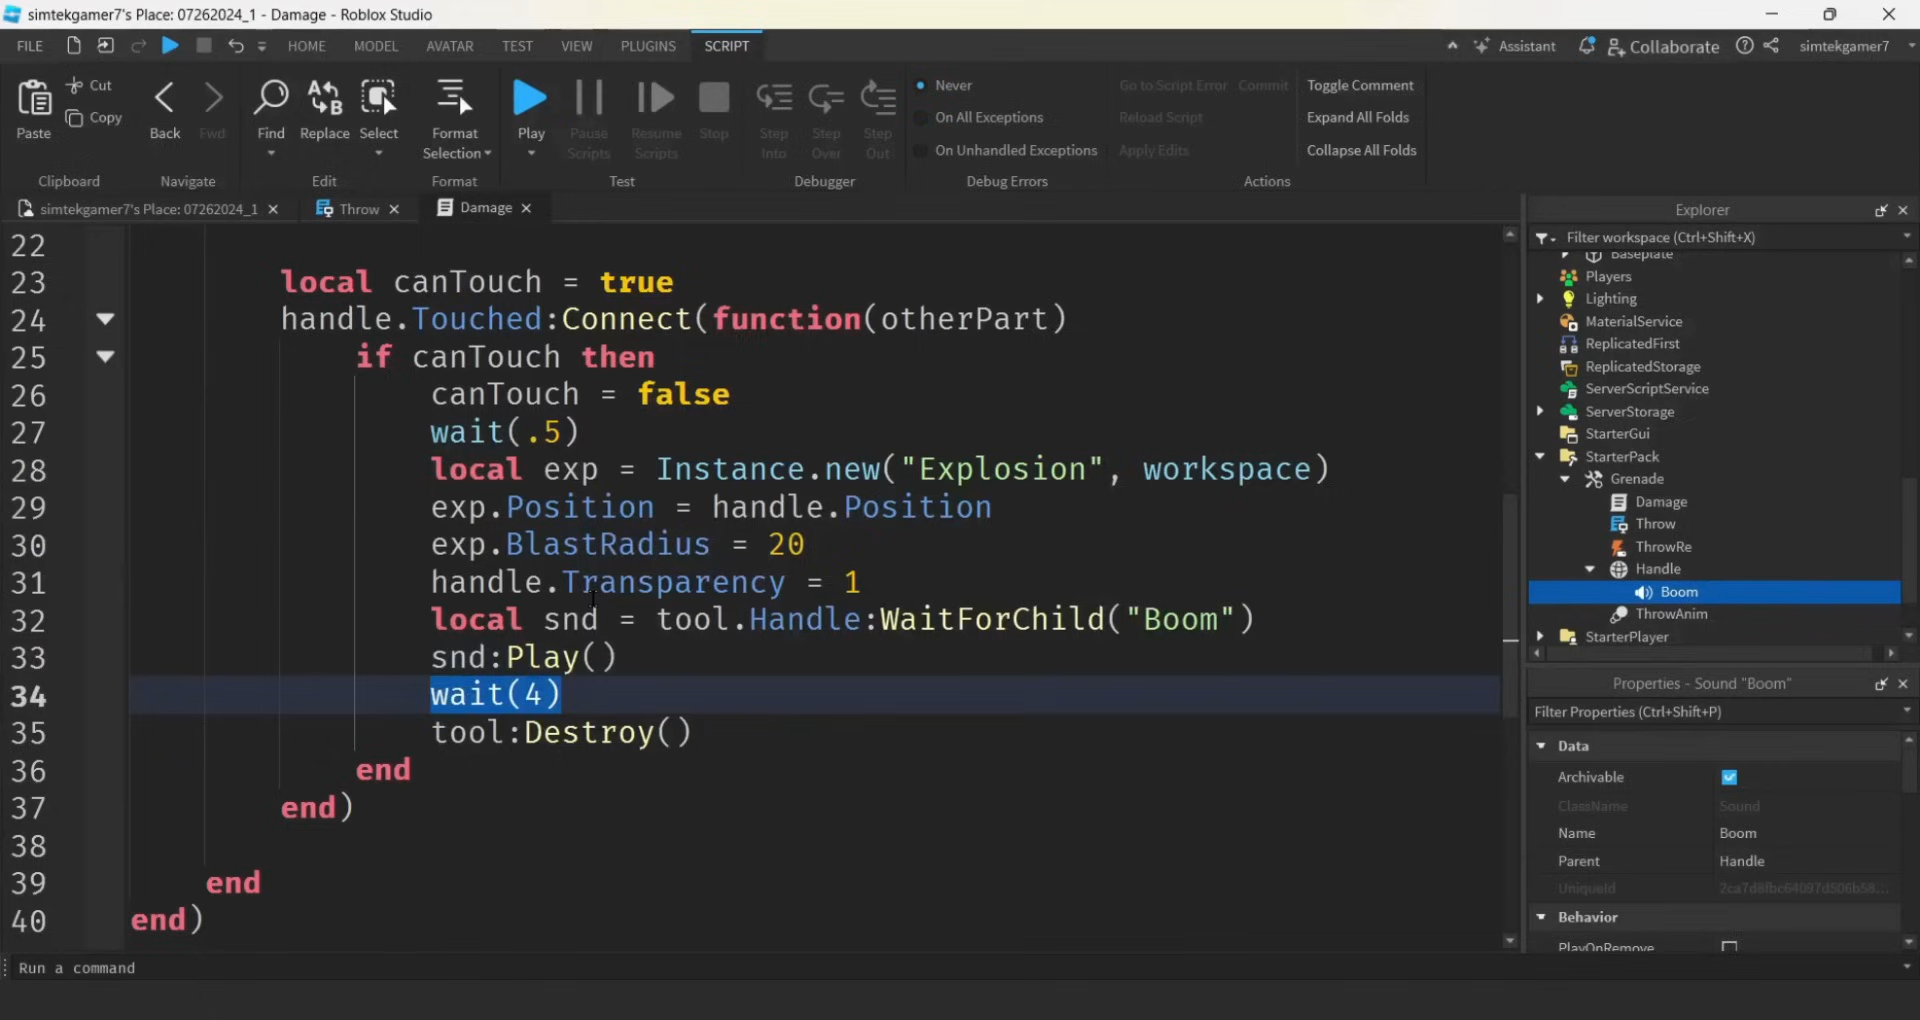 simtekgamer7's Place: 07262024_1 - Damage - Roblox Studio
FILE HOME MODEL AVATAR TEST VIEW PLUGINS SCRIPT Assistant Collaborate simtekgamer7
Paste Cut Copy
Clipboard
Back Fwd
Navigate
Find Replace Select
Edit
Format Selection
Format
Play Pause Scripts Resume Scripts Stop
Test
Step Into Step Over Step Out
Debugger
Never
On All Exceptions
On Unhandled Exceptions
Debug Errors
Go to Script Error Commit
Reload Script
Apply Edits
Toggle Comment
Expand All Folds
Collapse All Folds
Actions
simtekgamer7's Place: 07262024_1 Throw Damage
22
23 local canTouch = true
24 handle.Touched:Connect(function(otherPart)
25 if canTouch then
26 canTouch = false
27 wait(.5)
28 local exp = Instance.new("Explosion", workspace)
29 exp.Position = handle.Position
30 exp.BlastRadius = 20
31 handle.Transparency = 1
32 local snd = tool.Handle:WaitForChild("Boom")
33 snd:Play()
34 wait(4)
35 tool:Destroy()
36 end
37 end)
38
39 end
40 end)
Run a command
Explorer
Filter workspace (Ctrl+Shift+X)
Baseplate
Players
Lighting
MaterialService
ReplicatedFirst
ReplicatedStorage
ServerScriptService
ServerStorage
StarterGui
StarterPack
Grenade
Damage
Throw
ThrowRe
Handle
Boom
ThrowAnim
StarterPlayer
Properties - Sound "Boom"
Filter Properties (Ctrl+Shift+P)
Data
Archivable
ClassName Sound
Name Boom
Parent Handle
UniqueId 2ca7d8fbc64097d506b58...
Behavior
PlayOnRemove